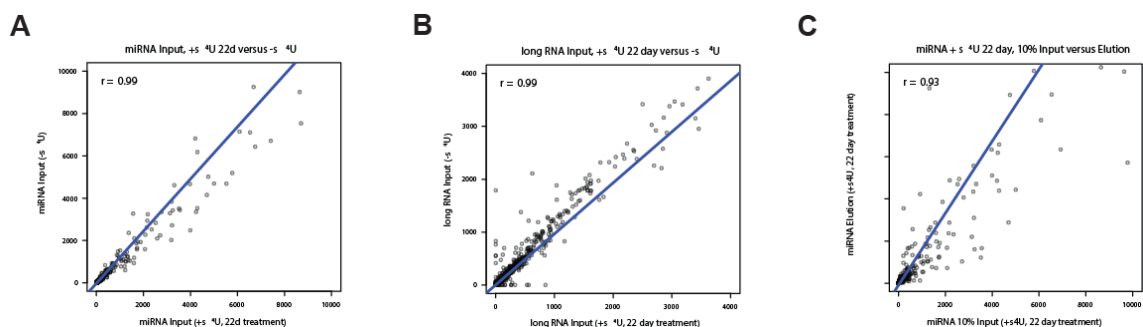 A
miRNA Input, +s ⁴U 22d versus -s ⁴U
r = 0.99
10000
8000
6000
4000
2000
0
miRNA Input (-s ⁴U)
0 2000 4000 6000 8000 10000
miRNA Input (+s ⁴U, 22d treatment)
B
long RNA Input, +s ⁴U 22 day versus -s ⁴U
r = 0.99
4000
3000
2000
1000
0
long RNA Input (-s ⁴U)
0 1000 2000 3000 4000
long RNA Input (+s ⁴U, 22 day treatment)
C
miRNA + s ⁴U 22 day, 10% Input versus Elution
r = 0.93
miRNA Elution (+s4U, 22 day treatment)
0 2000 4000 6000 8000 10000
miRNA 10% Input (+s4U, 22 day treatment)